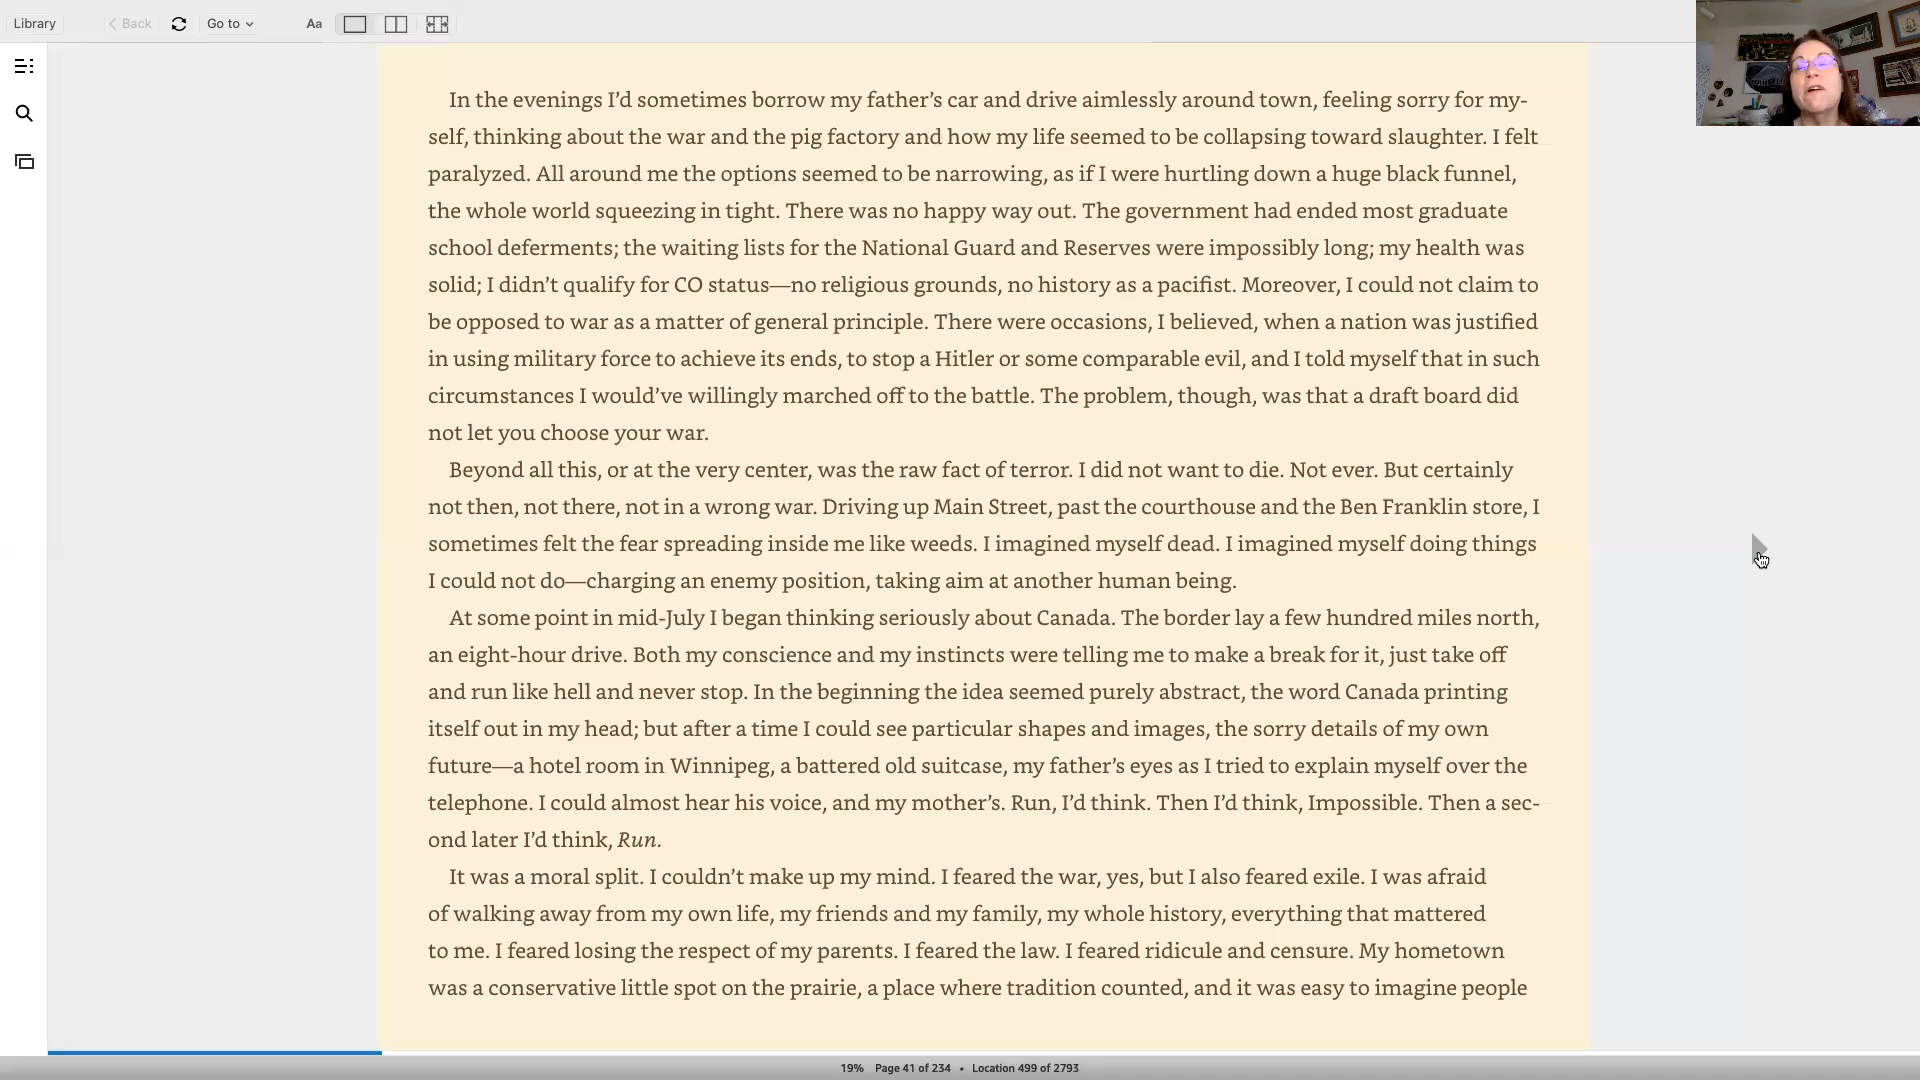 Library
Back
Go to
Aa
In the evenings I’d sometimes borrow my father’s car and drive aimlessly around town, feeling sorry for my-
self, thinking about the war and the pig factory and how my life seemed to be collapsing toward slaughter. I felt
paralyzed. All around me the options seemed to be narrowing, as if I were hurtling down a huge black funnel,
the whole world squeezing in tight. There was no happy way out. The government had ended most graduate
school deferments; the waiting lists for the National Guard and Reserves were impossibly long; my health was
solid; I didn’t qualify for CO status—no religious grounds, no history as a pacifist. Moreover, I could not claim to
be opposed to war as a matter of general principle. There were occasions, I believed, when a nation was justified
in using military force to achieve its ends, to stop a Hitler or some comparable evil, and I told myself that in such
circumstances I would’ve willingly marched off to the battle. The problem, though, was that a draft board did
not let you choose your war.
Beyond all this, or at the very center, was the raw fact of terror. I did not want to die. Not ever. But certainly
not then, not there, not in a wrong war. Driving up Main Street, past the courthouse and the Ben Franklin store, I
sometimes felt the fear spreading inside me like weeds. I imagined myself dead. I imagined myself doing things
I could not do—charging an enemy position, taking aim at another human being.
At some point in mid-July I began thinking seriously about Canada. The border lay a few hundred miles north,
an eight-hour drive. Both my conscience and my instincts were telling me to make a break for it, just take off
and run like hell and never stop. In the beginning the idea seemed purely abstract, the word Canada printing
itself out in my head; but after a time I could see particular shapes and images, the sorry details of my own
future—a hotel room in Winnipeg, a battered old suitcase, my father’s eyes as I tried to explain myself over the
telephone. I could almost hear his voice, and my mother’s. Run, I’d think. Then I’d think, Impossible. Then a sec-
ond later I’d think, Run.
It was a moral split. I couldn’t make up my mind. I feared the war, yes, but I also feared exile. I was afraid
of walking away from my own life, my friends and my family, my whole history, everything that mattered
to me. I feared losing the respect of my parents. I feared the law. I feared ridicule and censure. My hometown
was a conservative little spot on the prairie, a place where tradition counted, and it was easy to imagine people
19% Page 41 of 234 • Location 499 of 2793